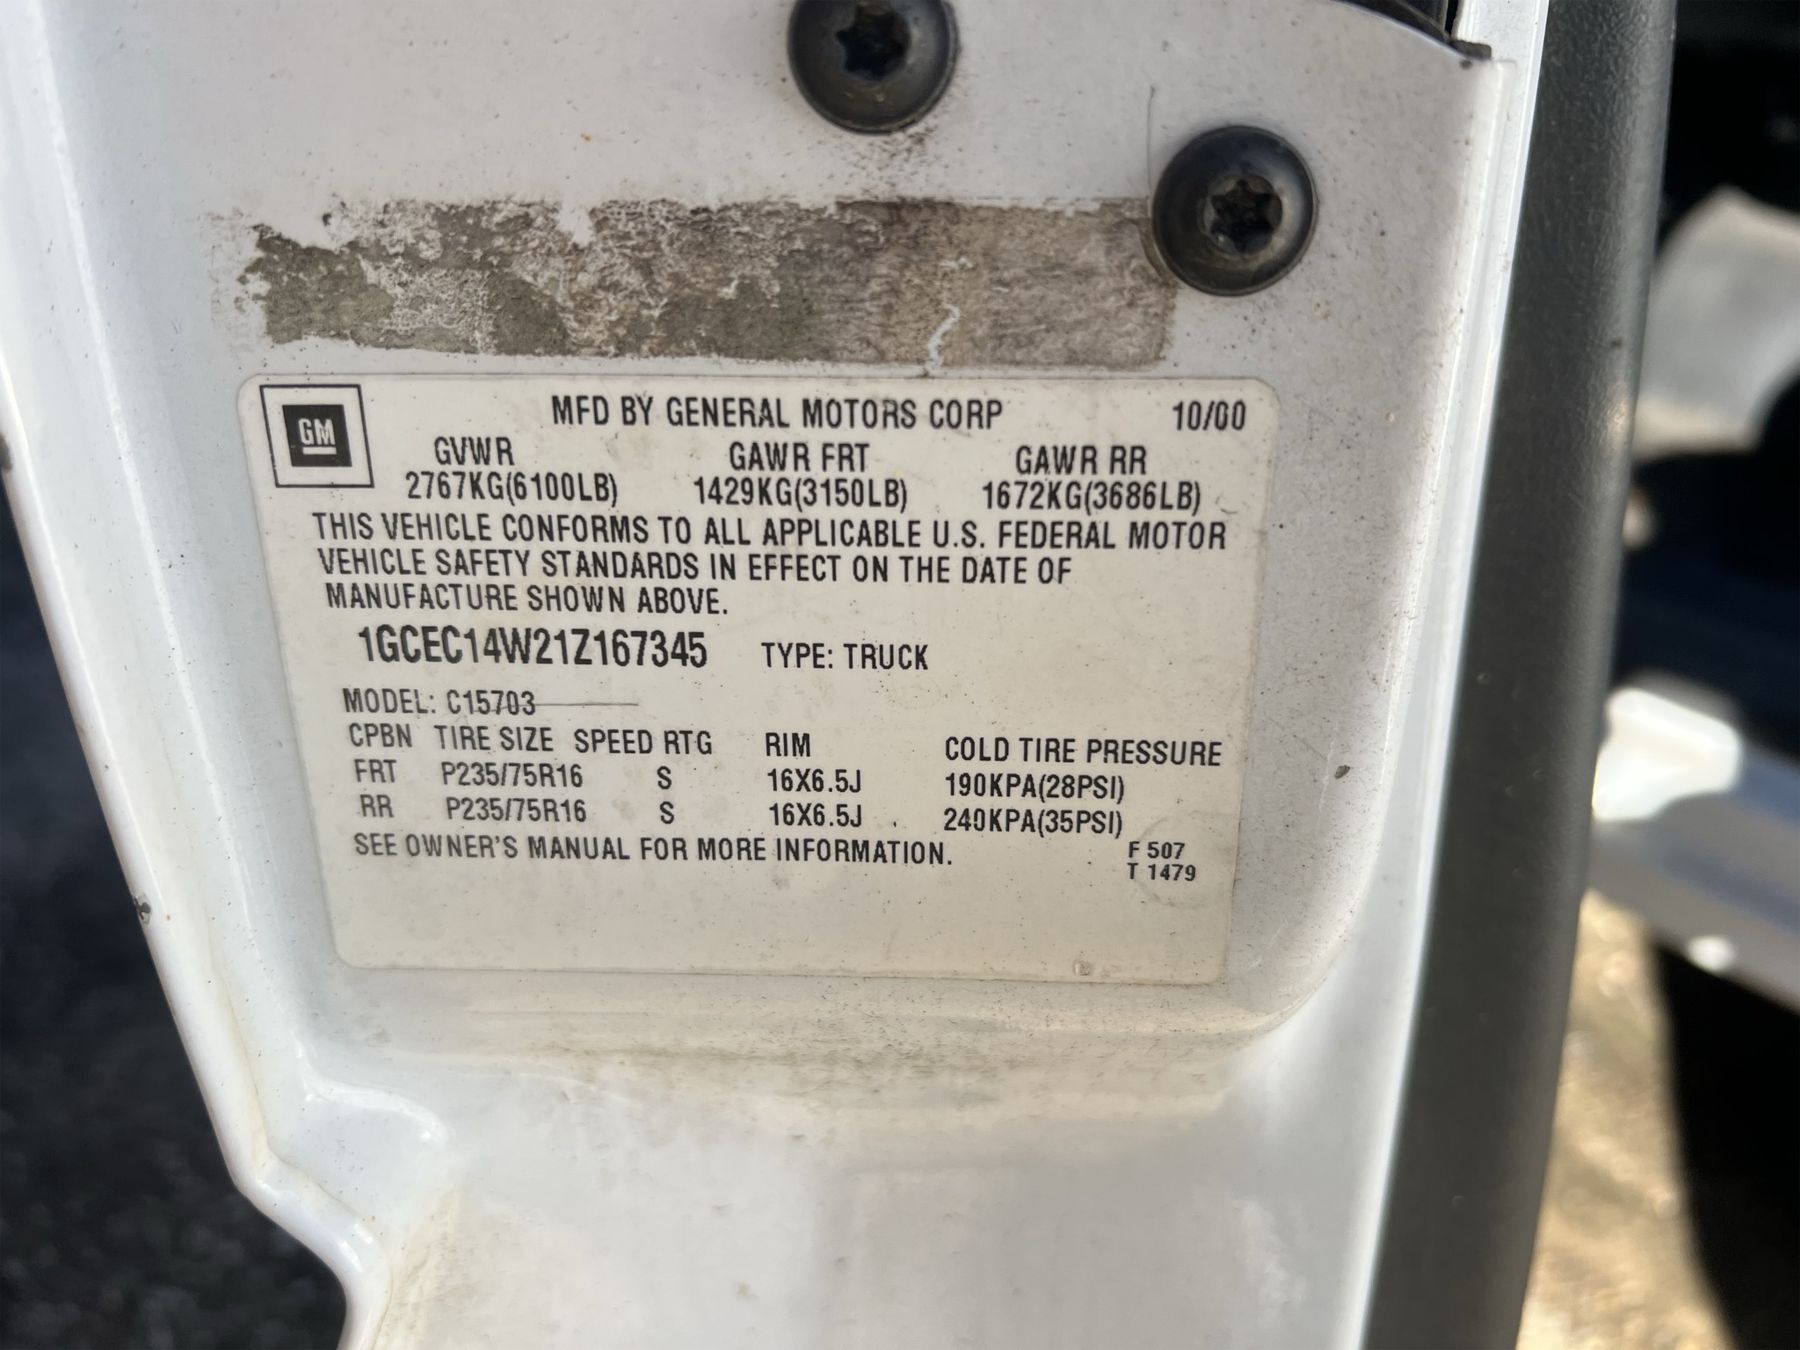 GM
MFD BY GENERAL MOTORS CORP 10/00
GVWR GAWR FRT GAWR RR
2767KG(6100LB) 1429KG(3150LB) 1672KG(3686LB)
THIS VEHICLE CONFORMS TO ALL APPLICABLE U.S. FEDERAL MOTOR
VEHICLE SAFETY STANDARDS IN EFFECT ON THE DATE OF
MANUFACTURE SHOWN ABOVE.
1GCEC14W21Z167345 TYPE: TRUCK
MODEL: C15703
CPBN TIRE SIZE SPEED RTG RIM COLD TIRE PRESSURE
FRT P235/75R16 S 16X6.5J 190KPA(28PSI)
RR P235/75R16 S 16X6.5J 240KPA(35PSI)
SEE OWNER'S MANUAL FOR MORE INFORMATION.
F 507
T 1479